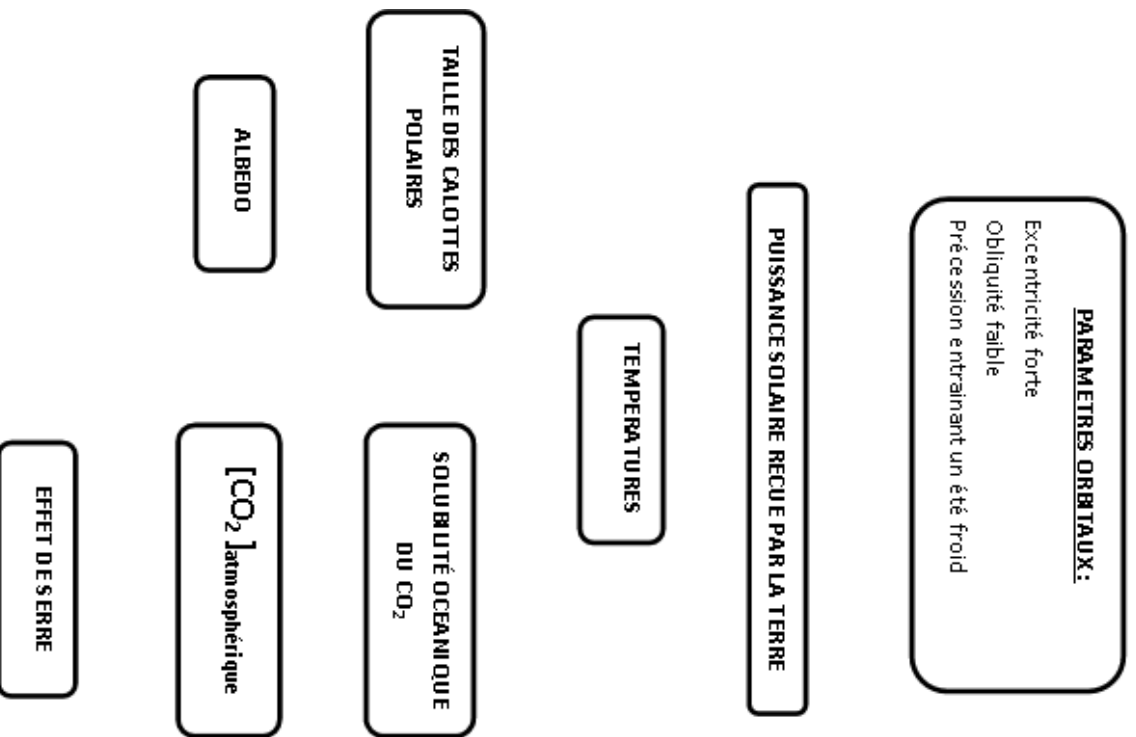 PARAMETRES ORBITAUX:
Excentricité forte
Obliquité faible
Précession entrainant un été froid
PUISSANCE SOLAIRE RECUE PAR LA TERRE
TEMPERATURES
TAILLE DES CALOTTES
POLAIRES
SOLUBILITÉ OCEANIQUE
DU CO₂
ALBEDO
[CO₂]atmosphérique
EFFET DE SERRE